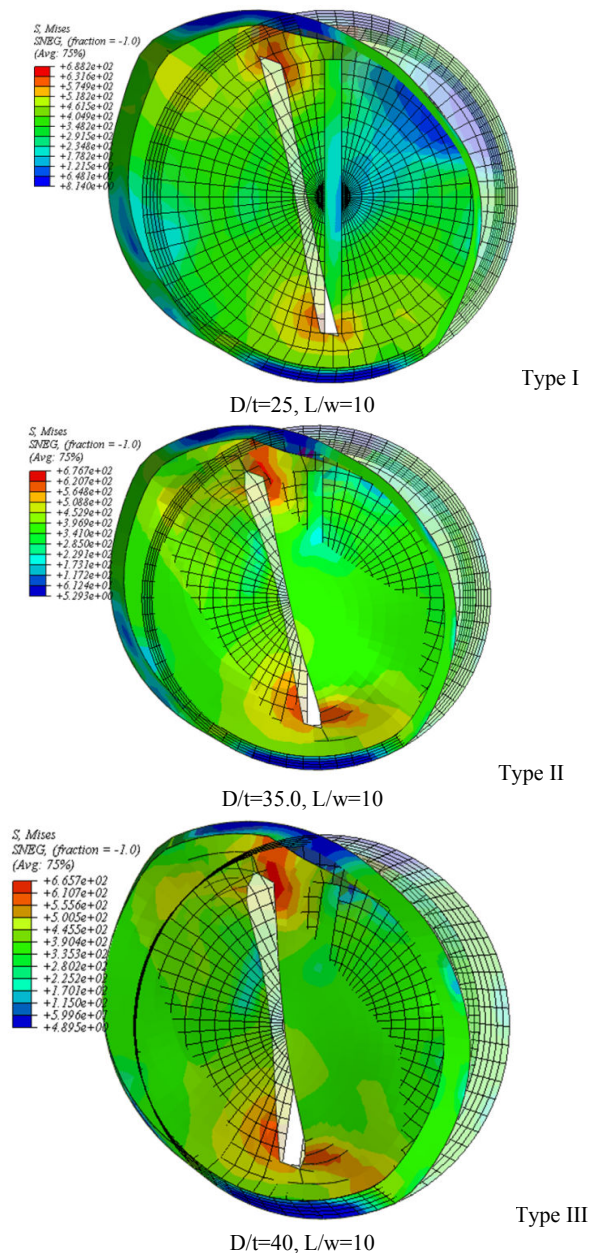 S, Mises
SNEG, (fraction = -1.0)
(Avg: 75%)
+6.882e+02
+6.316e+02
+5.749e+02
+5.182e+02
+4.615e+02
+4.049e+02
+3.482e+02
+2.915e+02
+2.348e+02
+1.782e+02
+1.215e+02
+6.481e+01
+8.140e+00
Type I
D/t=25, L/w=10
S, Mises
SNEG, (fraction = -1.0)
(Avg: 75%)
+6.767e+02
+6.207e+02
+5.648e+02
+5.088e+02
+4.529e+02
+3.969e+02
+3.410e+02
+2.850e+02
+2.291e+02
+1.731e+02
+1.172e+02
+6.124e+01
+5.293e+00
Type II
D/t=35.0, L/w=10
S, Mises
SNEG, (fraction = -1.0)
(Avg: 75%)
+6.657e+02
+6.107e+02
+5.556e+02
+5.005e+02
+4.455e+02
+3.904e+02
+3.353e+02
+2.802e+02
+2.252e+02
+1.701e+02
+1.150e+02
+5.996e+01
+4.895e+00
Type III
D/t=40, L/w=10